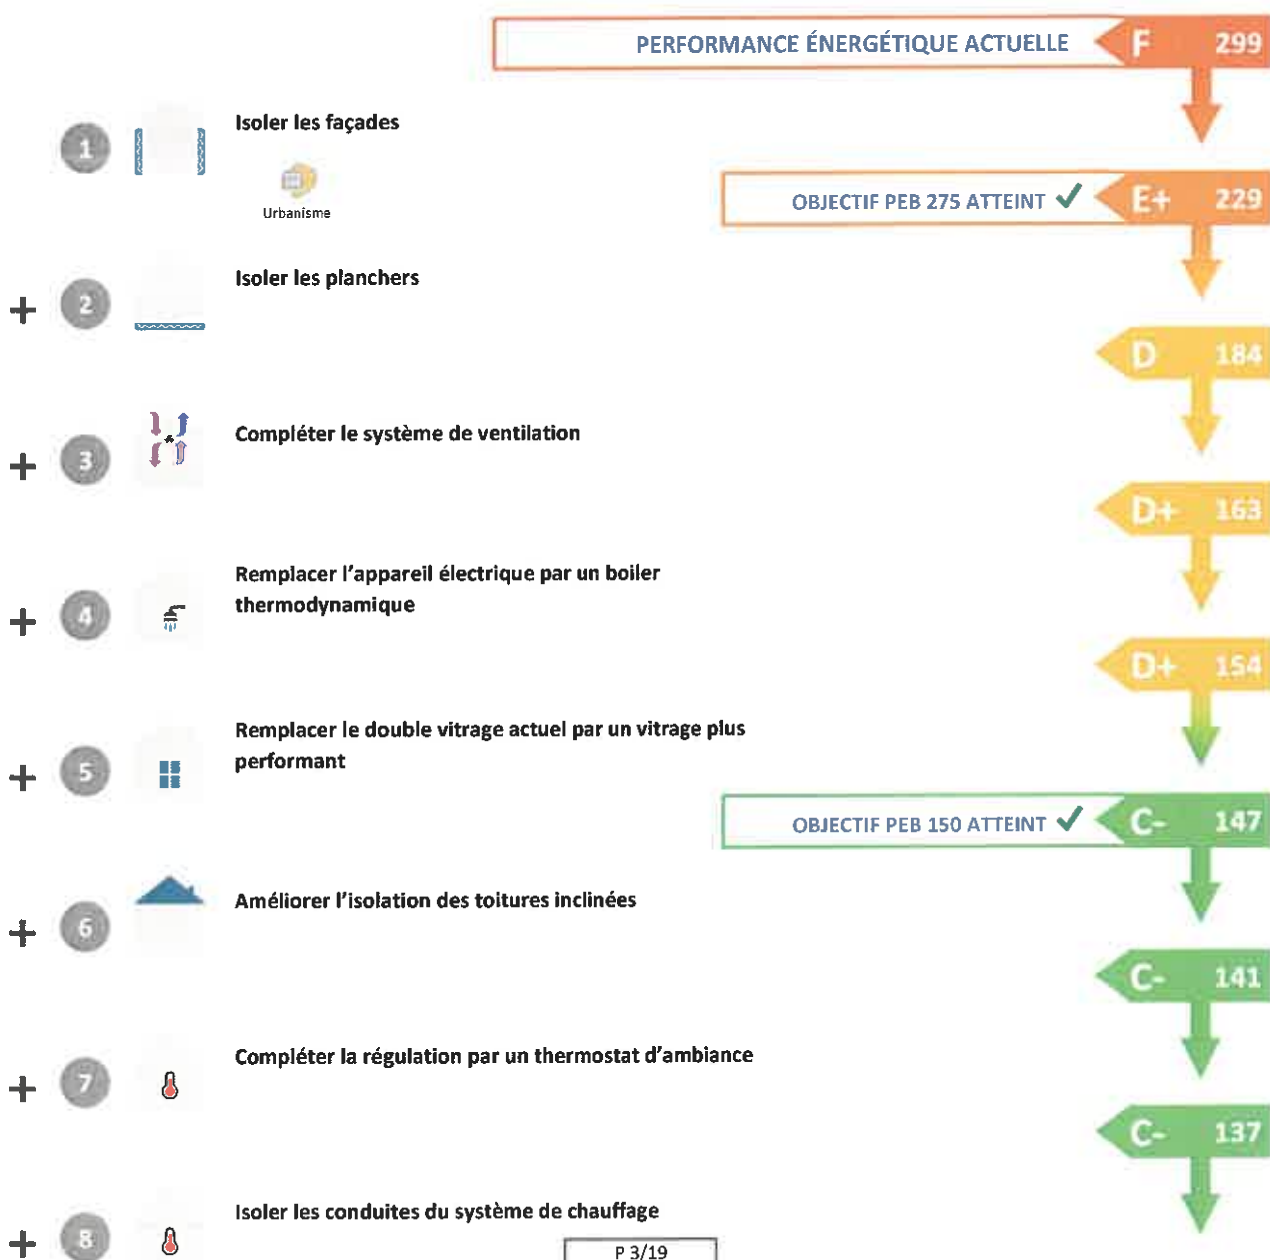 PERFORMANCE ÉNERGÉTIQUE ACTUELLE F 299
1 Isoler les façades
Urbanisme
OBJECTIF PEB 275 ATTEINT ✓ E+ 229
+ 2 Isoler les planchers
D 184
+ 3 Compléter le système de ventilation
D+ 163
+ 4 Remplacer l'appareil électrique par un boiler
thermodynamique
D+ 154
+ 5 Remplacer le double vitrage actuel par un vitrage plus
performant
OBJECTIF PEB 150 ATTEINT ✓ C- 147
+ 6 Améliorer l'isolation des toitures inclinées
C- 141
+ 7 Compléter la régulation par un thermostat d'ambiance
C- 137
+ 8 Isoler les conduites du système de chauffage
P 3/19